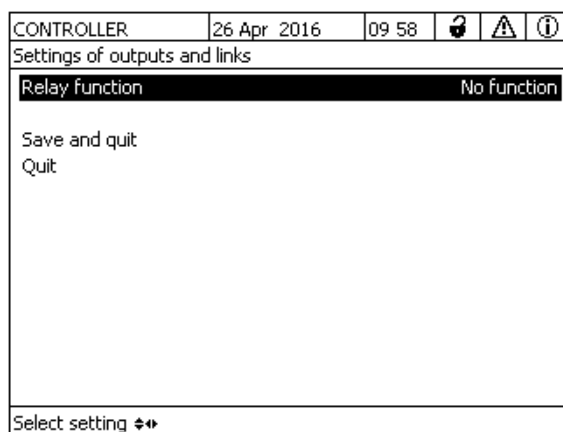 CONTROLLER 26 Apr 2016 09 58
Settings of outputs and links
Relay function No function
Save and quit
Quit
Select setting